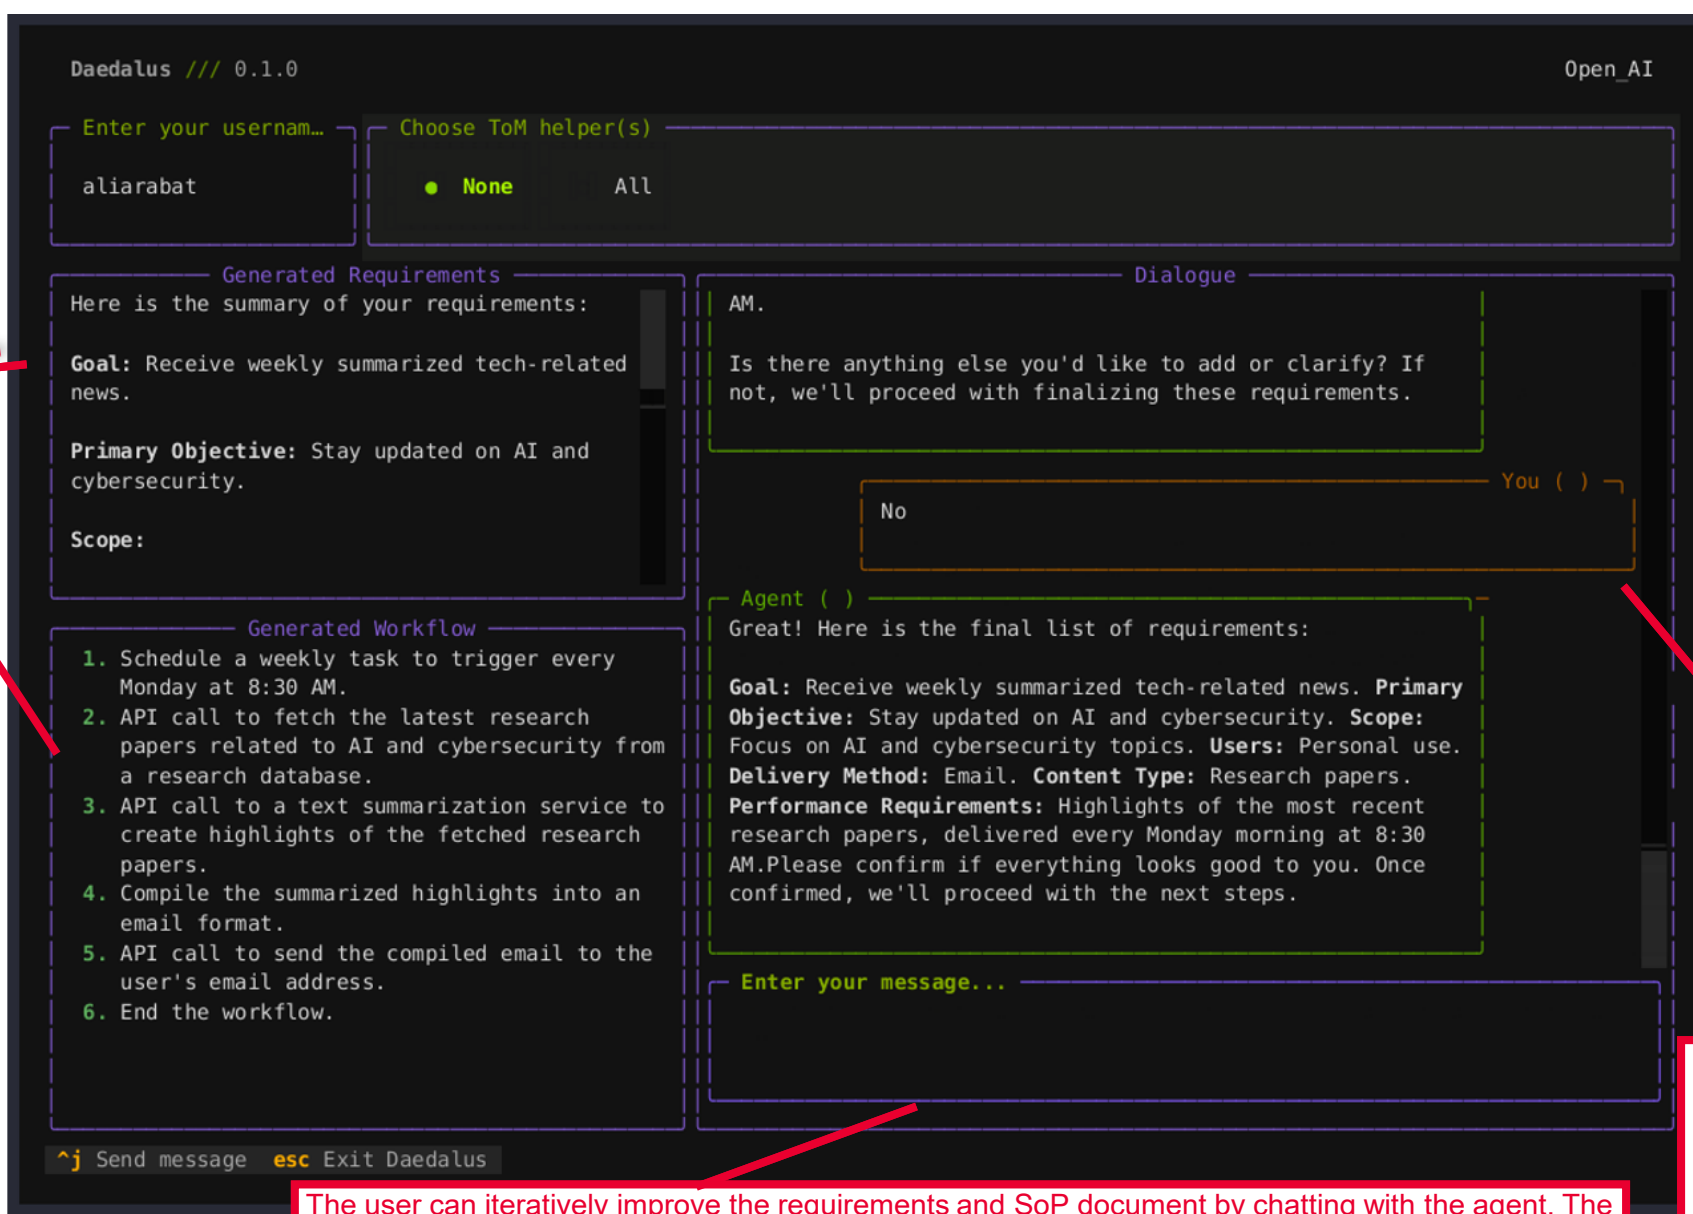 Daedalus /// 0.1.0
Open_AI
Enter your usernam…
Choose ToM helper(s)
aliarabat
● None All
Generated Requirements
Here is the summary of your requirements:
Goal: Receive weekly summarized tech-related
news.
Primary Objective: Stay updated on AI and
cybersecurity.
Scope:
Generated Workflow
1. Schedule a weekly task to trigger every
Monday at 8:30 AM.
2. API call to fetch the latest research
papers related to AI and cybersecurity from
a research database.
3. API call to a text summarization service to
create highlights of the fetched research
papers.
4. Compile the summarized highlights into an
email format.
5. API call to send the compiled email to the
user's email address.
6. End the workflow.
Dialogue
AM.
Is there anything else you'd like to add or clarify? If
not, we'll proceed with finalizing these requirements.
You ( )
No
Agent ( )
Great! Here is the final list of requirements:
Goal: Receive weekly summarized tech-related news. Primary
Objective: Stay updated on AI and cybersecurity. Scope:
Focus on AI and cybersecurity topics. Users: Personal use.
Delivery Method: Email. Content Type: Research papers.
Performance Requirements: Highlights of the most recent
research papers, delivered every Monday morning at 8:30
AM.Please confirm if everything looks good to you. Once
confirmed, we'll proceed with the next steps.
Enter your message...
^j Send message esc Exit Daedalus
The user can iteratively improve the requirements and SoP document by chatting with the agent. The